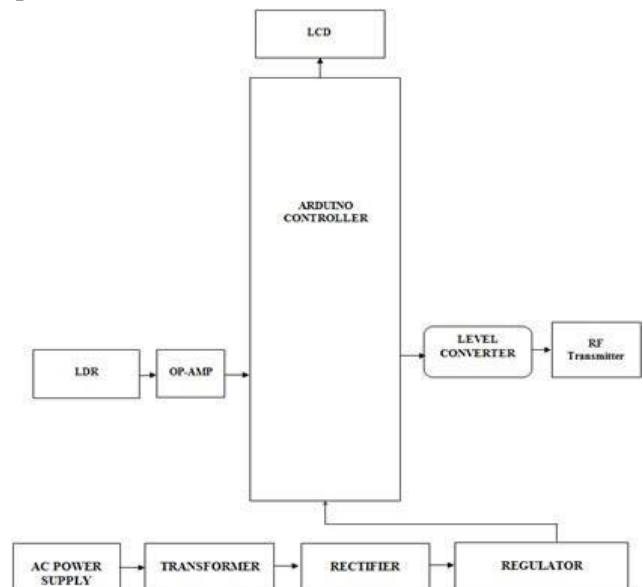 LCD
ARDUINO
CONTROLLER
LEVEL
CONVERTER
RF
Transmitter
LDR
OP-AMP
AC POWER
SUPPLY
TRANSFORMER
RECTIFIER
REGULATOR